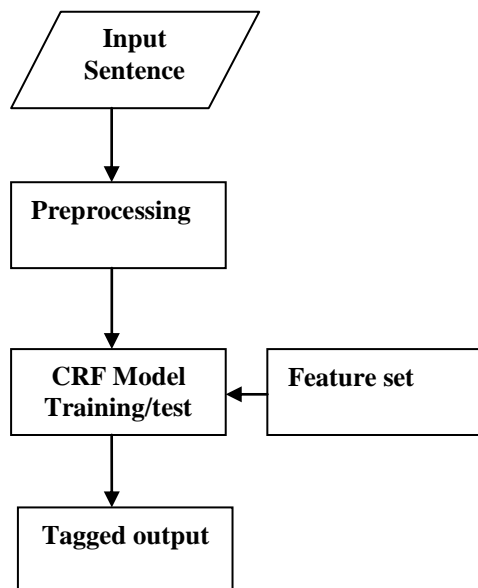 Input
Sentence
Preprocessing
CRF Model
Training/test
Feature set
Tagged output